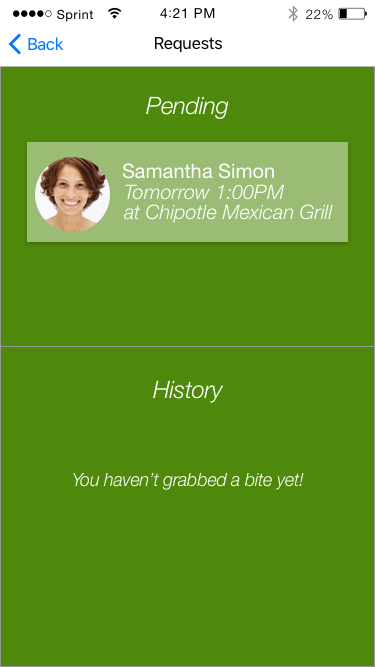 Sprint 4:21 PM 22%
Back Requests
Pending
Samantha Simon
Tomorrow 1:00PM
at Chipotle Mexican Grill
History
You haven't grabbed a bite yet!